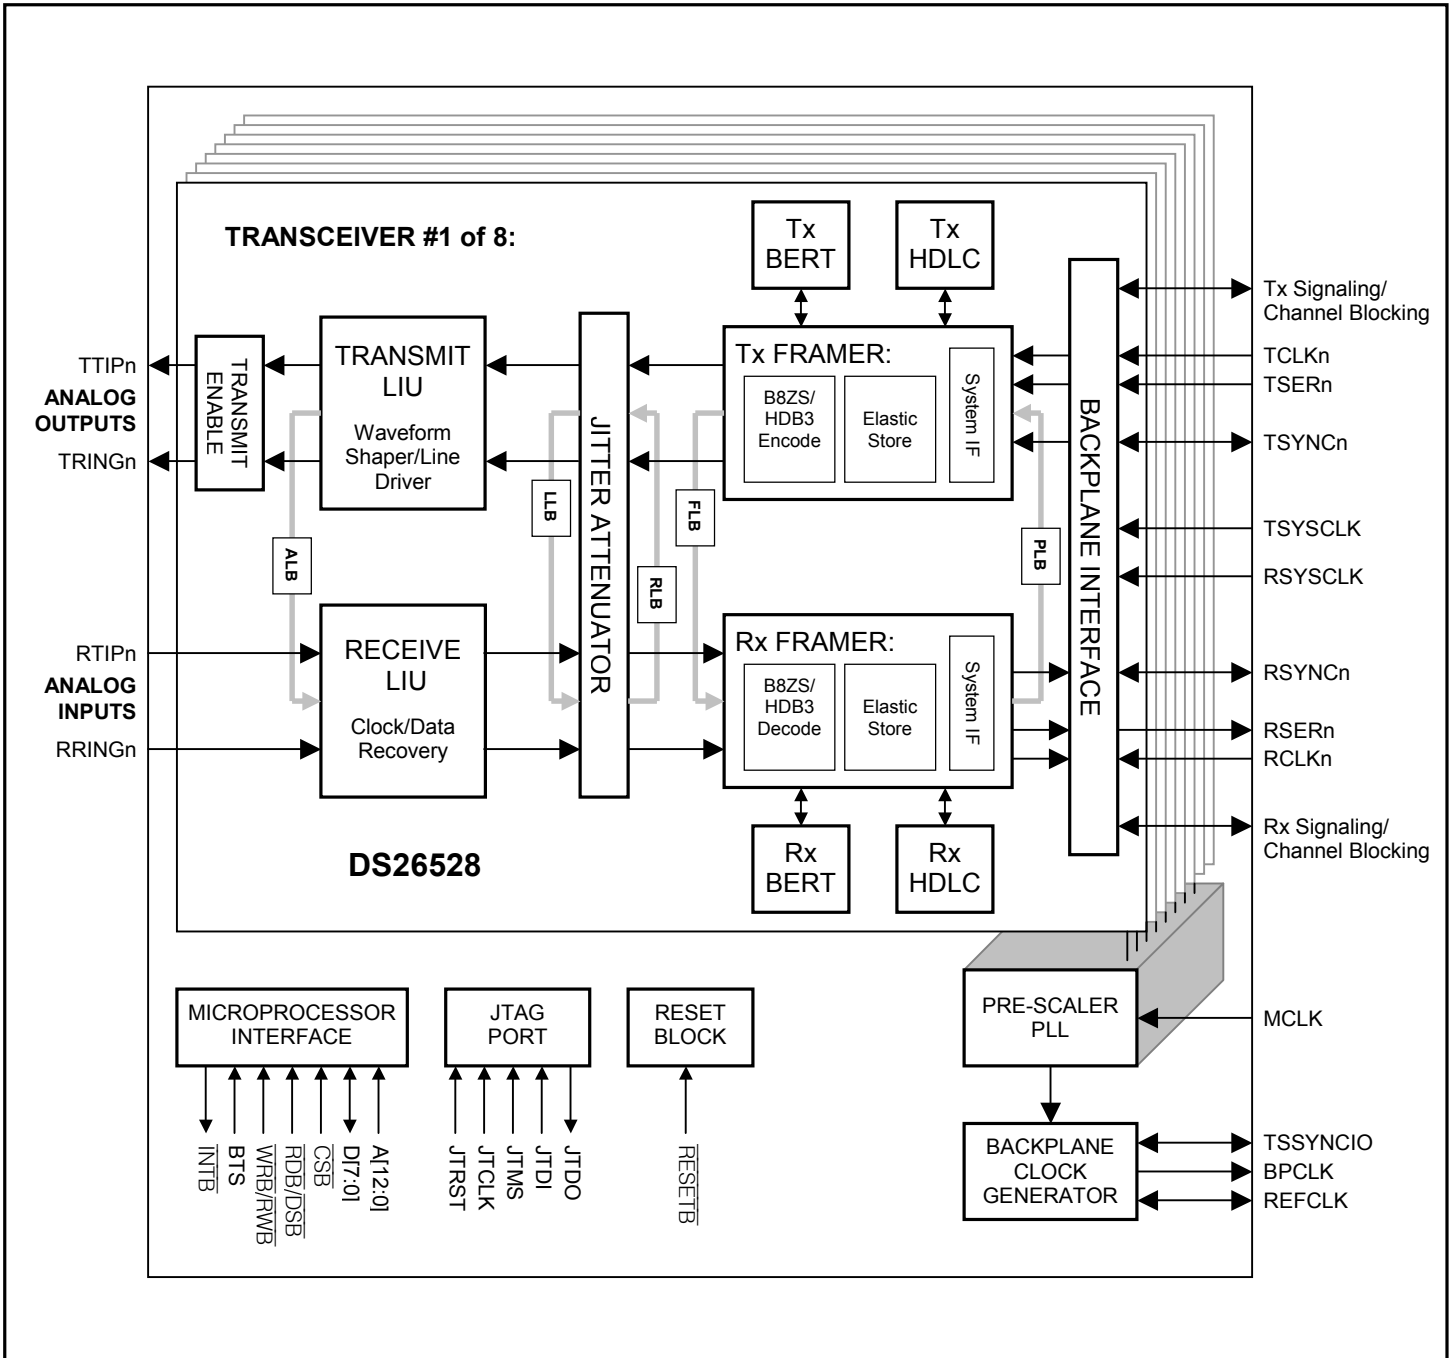 TRANSCEIVER #1 of 8:
Tx
BERT
Tx
HDLC
TTIPn
ANALOG
OUTPUTS
TRINGn
TRANSMIT
ENABLE
TRANSMIT
LIU
Waveform
Shaper/Line
Driver
JITTER ATTENUATOR
Tx FRAMER:
B8ZS/
HDB3
Encode
Elastic
Store
System IF
BACKPLANE INTERFACE
Tx Signaling/
Channel Blocking
TCLKn
TSERn
TSYNCn
TSYSCLK
RSYSCLK
ALB
LLB
RLB
FLB
PLB
RTIPn
ANALOG
INPUTS
RRINGn
RECEIVE
LIU
Clock/Data
Recovery
Rx FRAMER:
B8ZS/
HDB3
Decode
Elastic
Store
System IF
RSYNCn
RSERn
RCLKn
Rx Signaling/
Channel Blocking
Rx
BERT
Rx
HDLC
DS26528
MICROPROCESSOR
INTERFACE
INTB
BTS
WRB/RWB
RDB/DSB
CSB
D[7:0]
A[12:0]
JTAG
PORT
JTRST
JTCLK
JTMS
JTDI
JTDO
RESET
BLOCK
RESETB
PRE-SCALER
PLL
MCLK
BACKPLANE
CLOCK
GENERATOR
TSSYNCIO
BPCLK
REFCLK